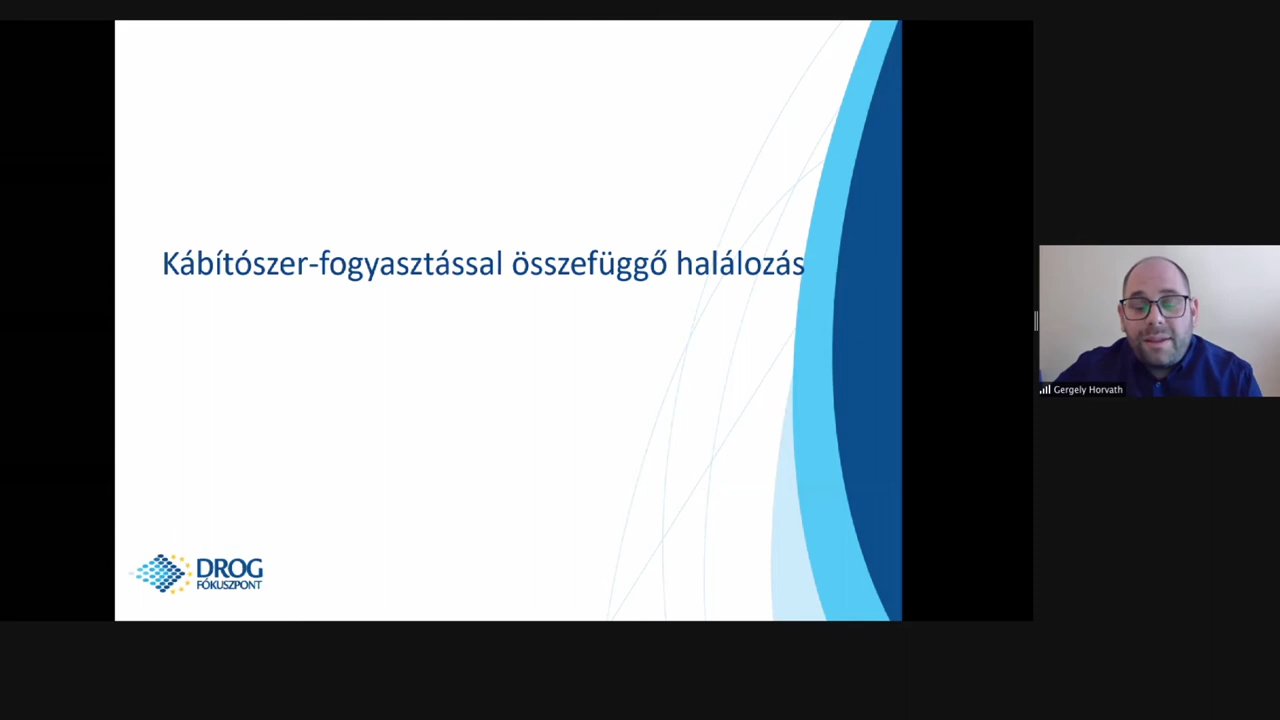 Kábítószer-fogyasztással összefüggő halálozás
DROG
FÓKUSZPONT
Gergely Horvath